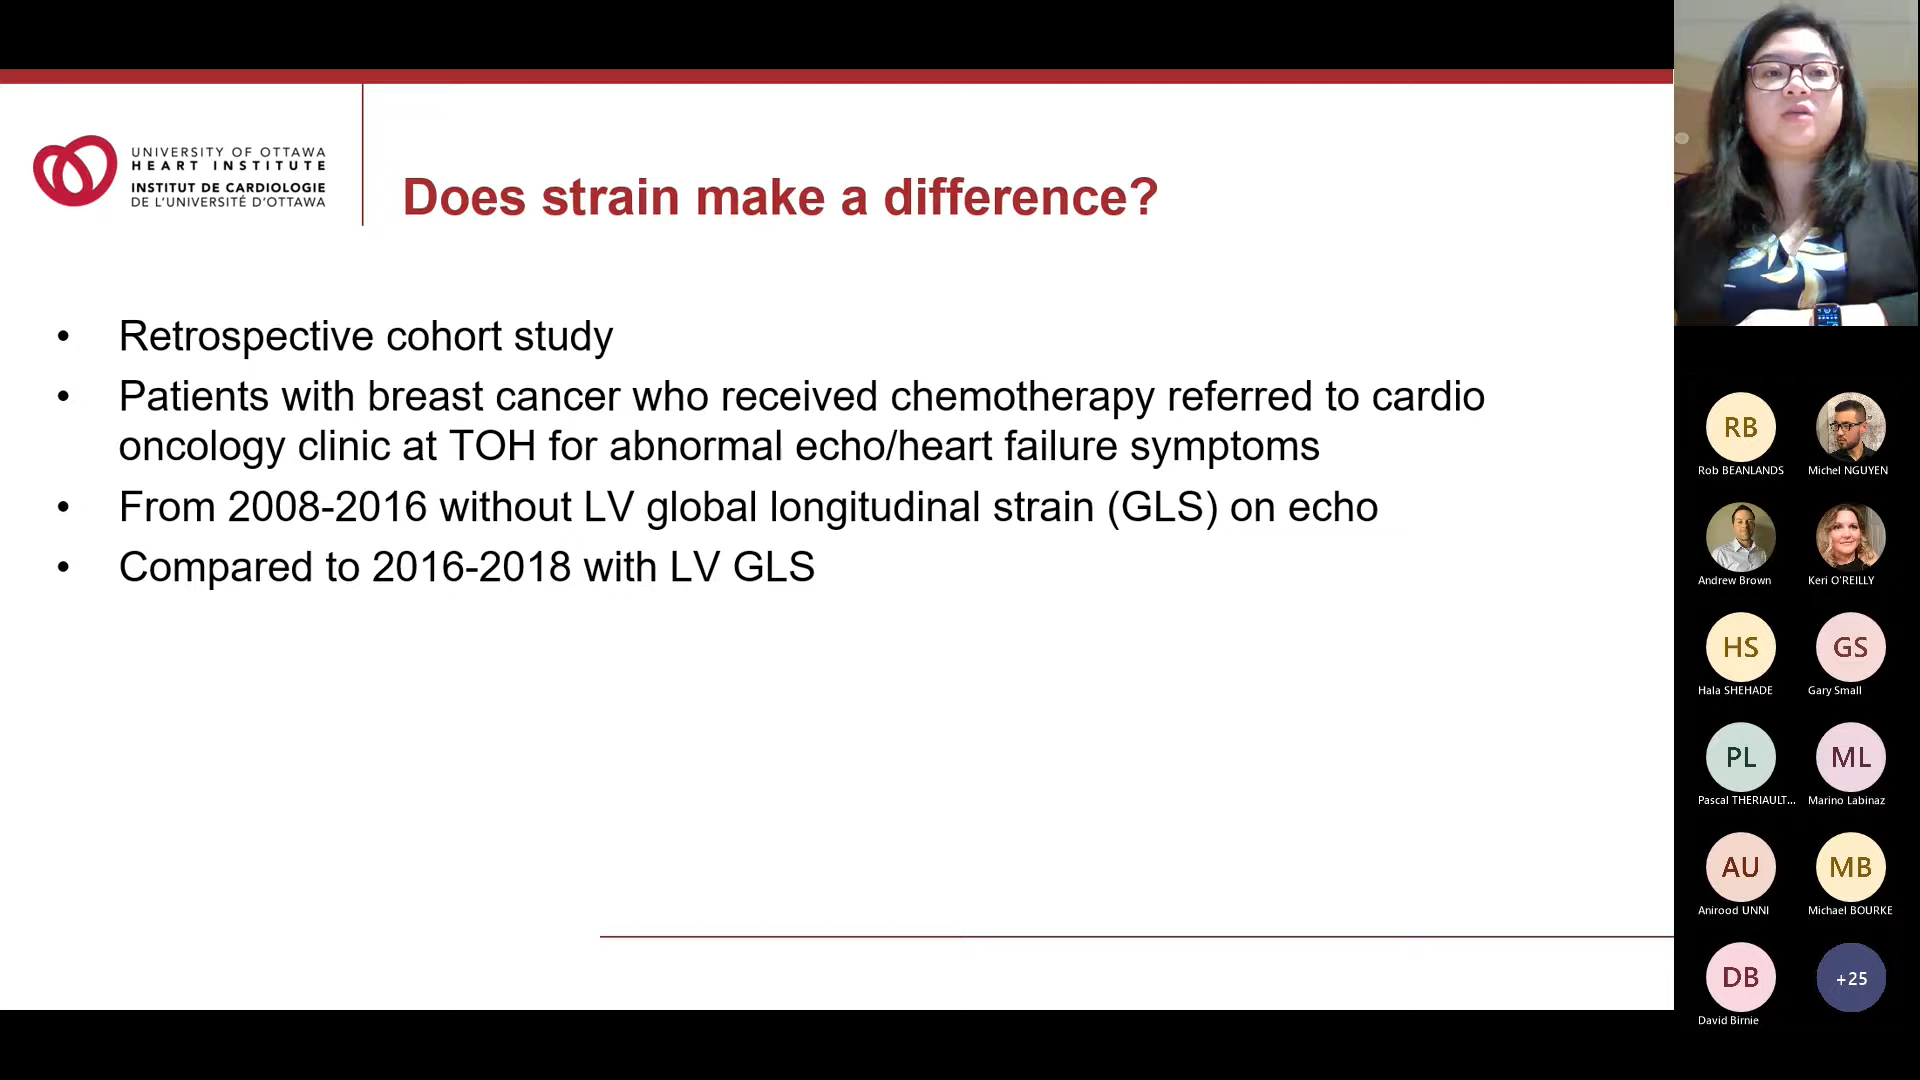 UNIVERSITY OF OTTAWA
HEART INSTITUTE
INSTITUT DE CARDIOLOGIE
DE L'UNIVERSITÉ D'OTTAWA
Does strain make a difference?
• Retrospective cohort study
• Patients with breast cancer who received chemotherapy referred to cardio
oncology clinic at TOH for abnormal echo/heart failure symptoms
• From 2008-2016 without LV global longitudinal strain (GLS) on echo
• Compared to 2016-2018 with LV GLS
RB
Rob BEANLANDS
Michel NGUYEN
Andrew Brown
Keri O'REILLY
HS
Hala SHEHADE
GS
Gary Small
PL
Pascal THERIAULT...
ML
Marino Labinaz
AU
Anirood UNNI
MB
Michael BOURKE
DB
David Birnie
+25